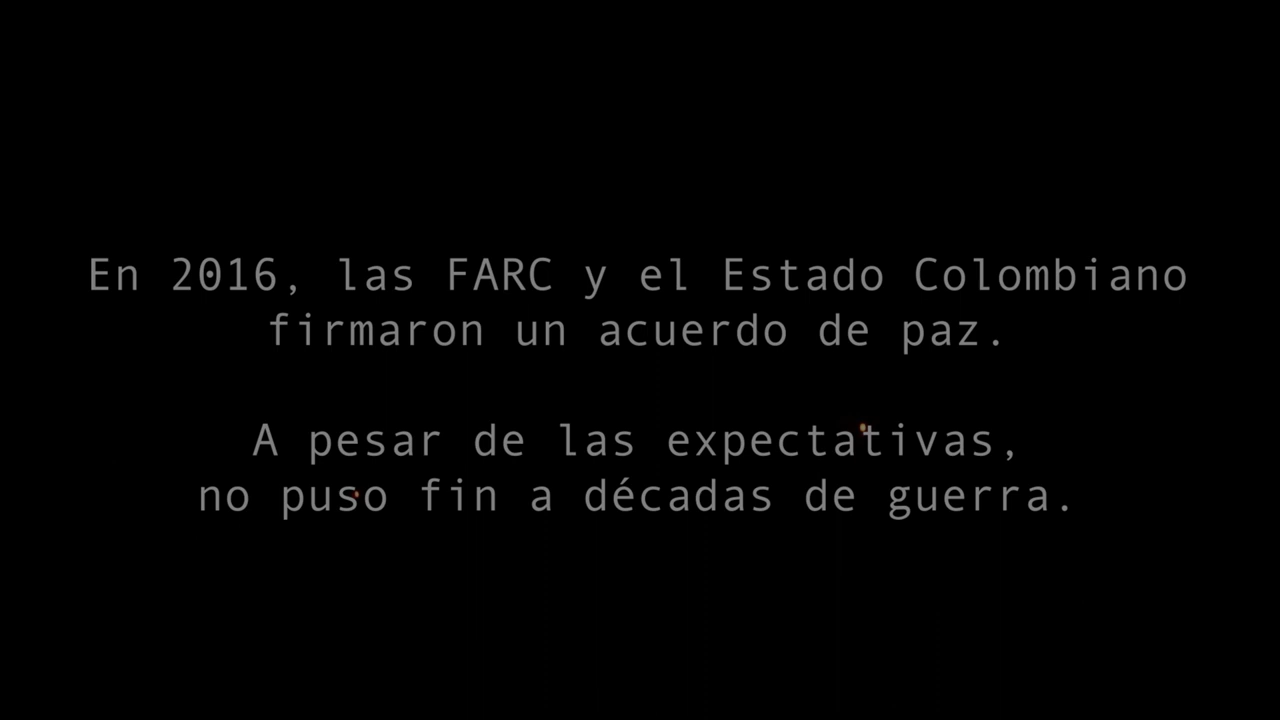 En 2016, las FARC y el Estado Colombiano
firmaron un acuerdo de paz.
A pesar de las expectativas,
no puso fin a décadas de guerra.